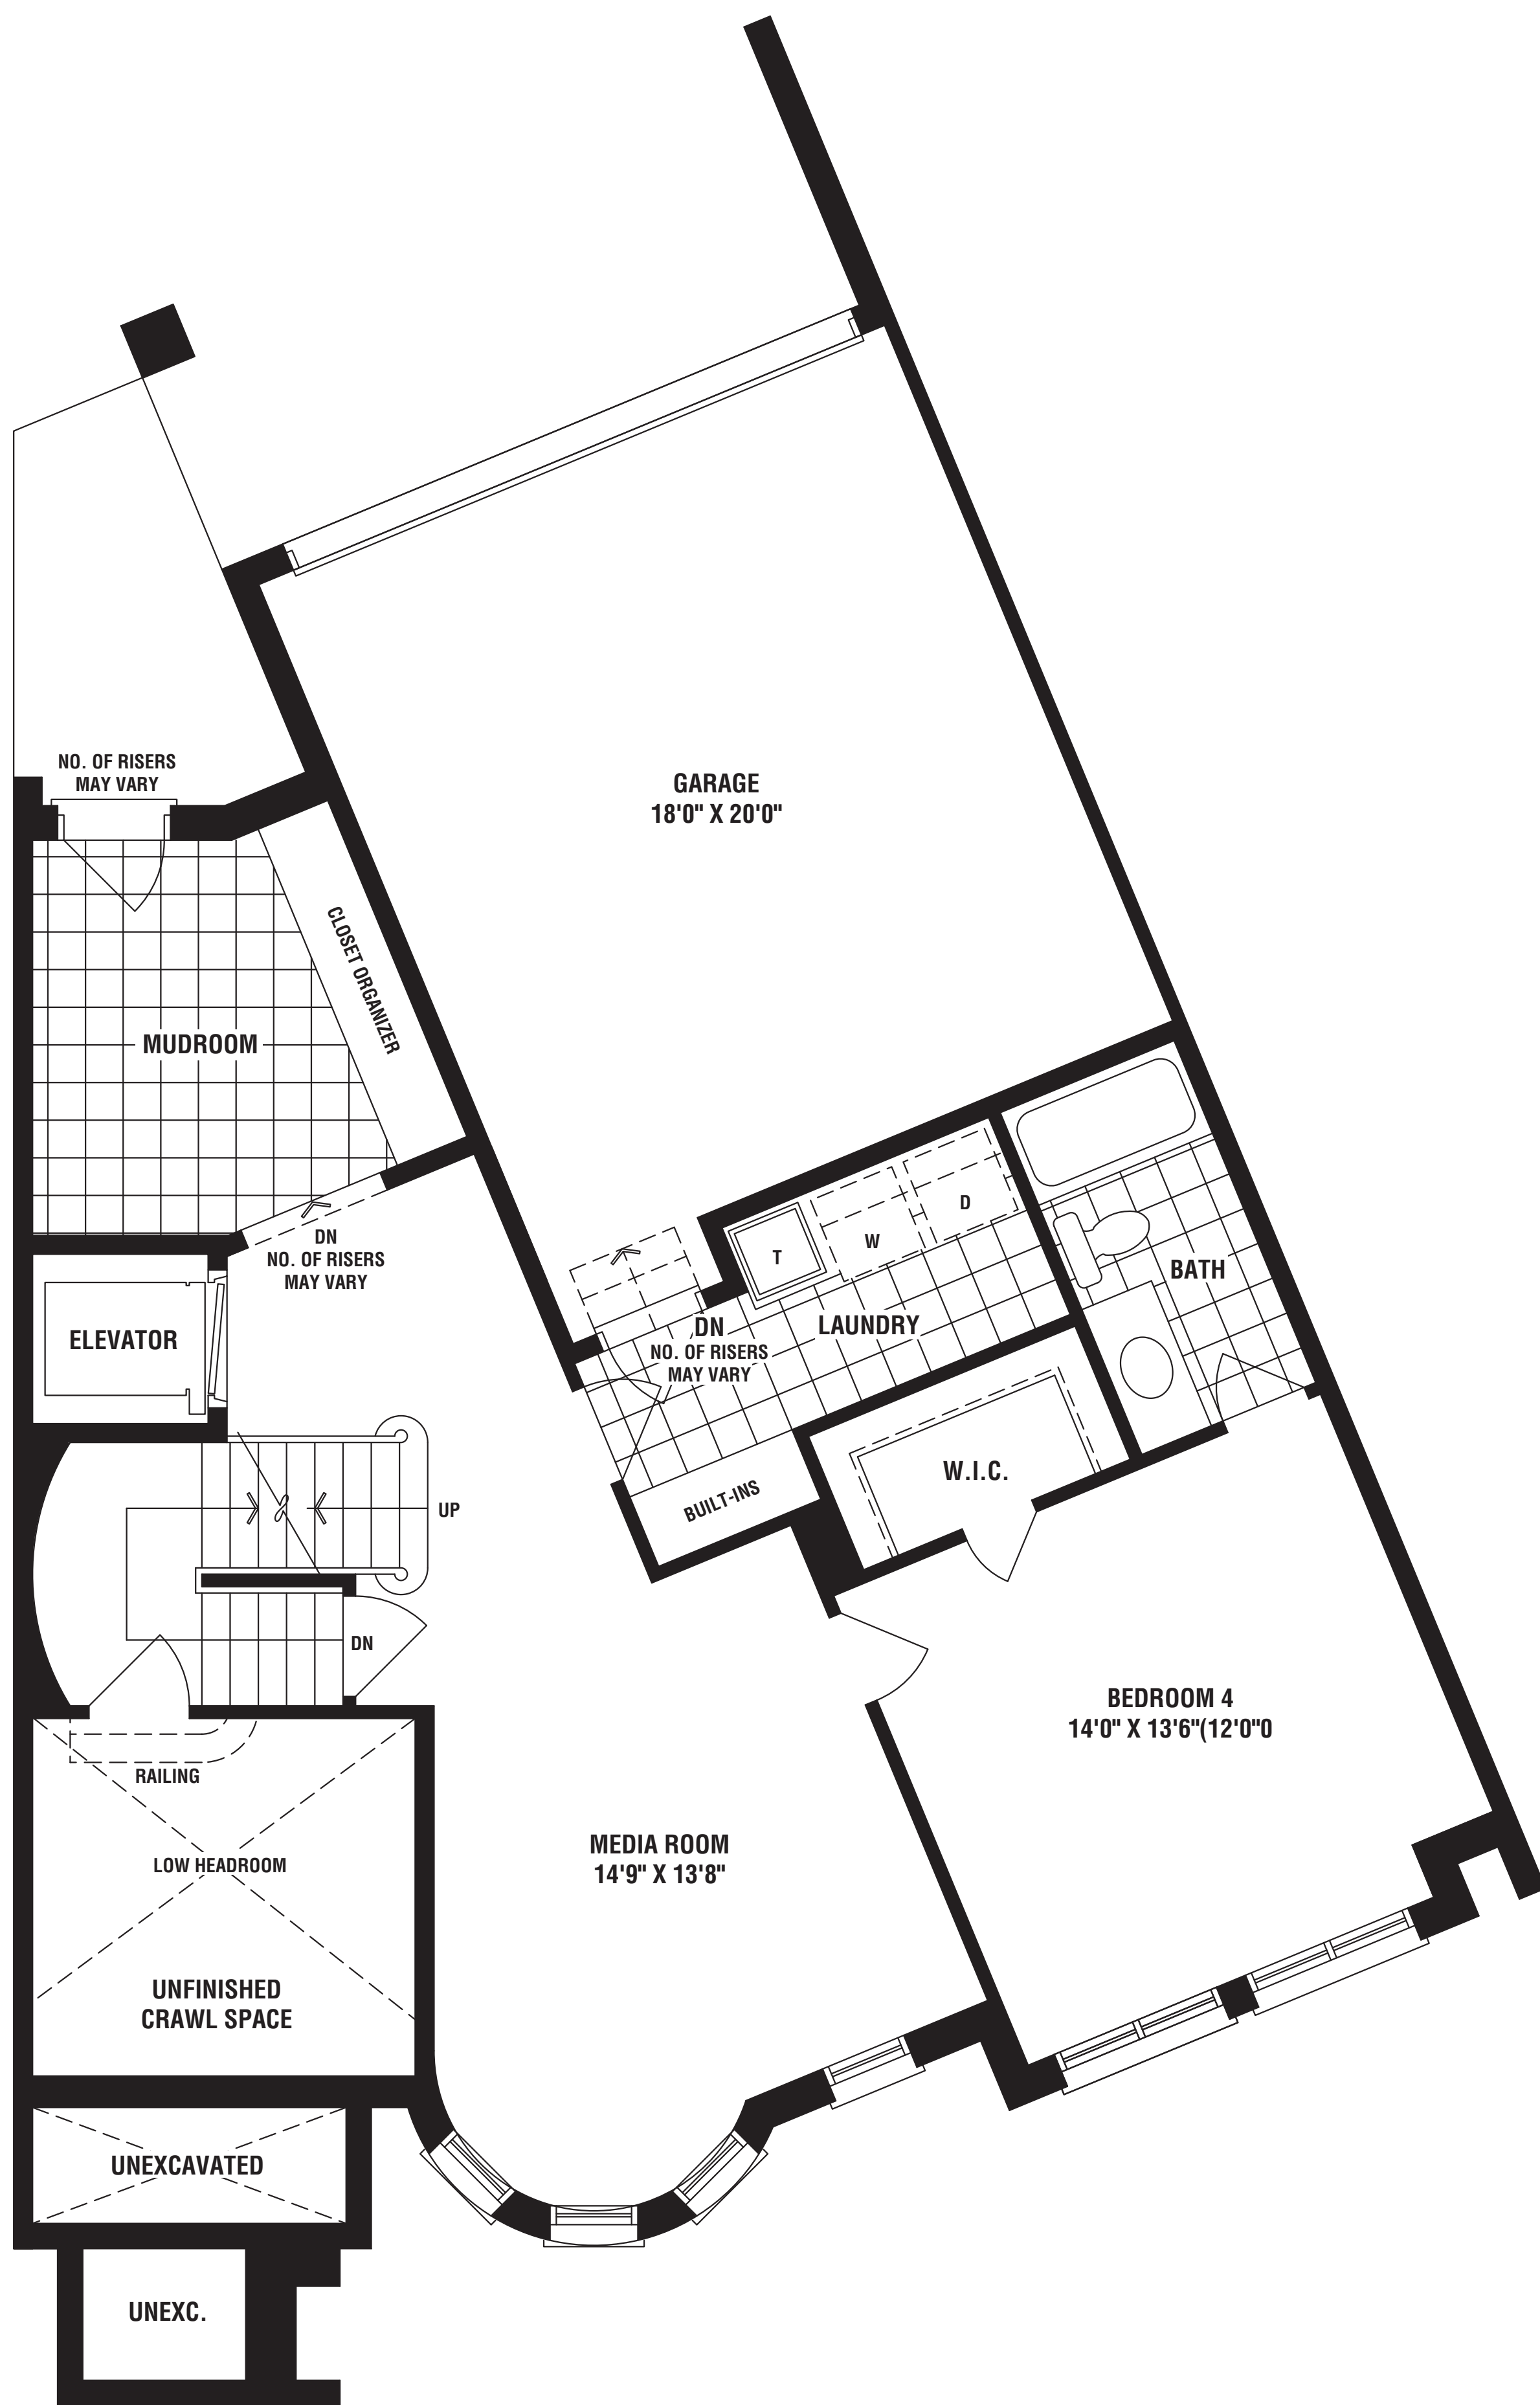 NO. OF RISERS
MAY VARY
GARAGE
18'0" X 20'0"
CLOSET ORGANIZER
MUDROOM
DN
NO. OF RISERS
MAY VARY
T
W
D
BATH
ELEVATOR
DN
NO. OF RISERS
MAY VARY
LAUNDRY
W.I.C.
BUILT-INS
UP
DN
BEDROOM 4
14'0" X 13'6"(12'0"0
RAILING
MEDIA ROOM
14'9" X 13'8"
LOW HEADROOM
UNFINISHED
CRAWL SPACE
UNEXCAVATED
UNEXC.